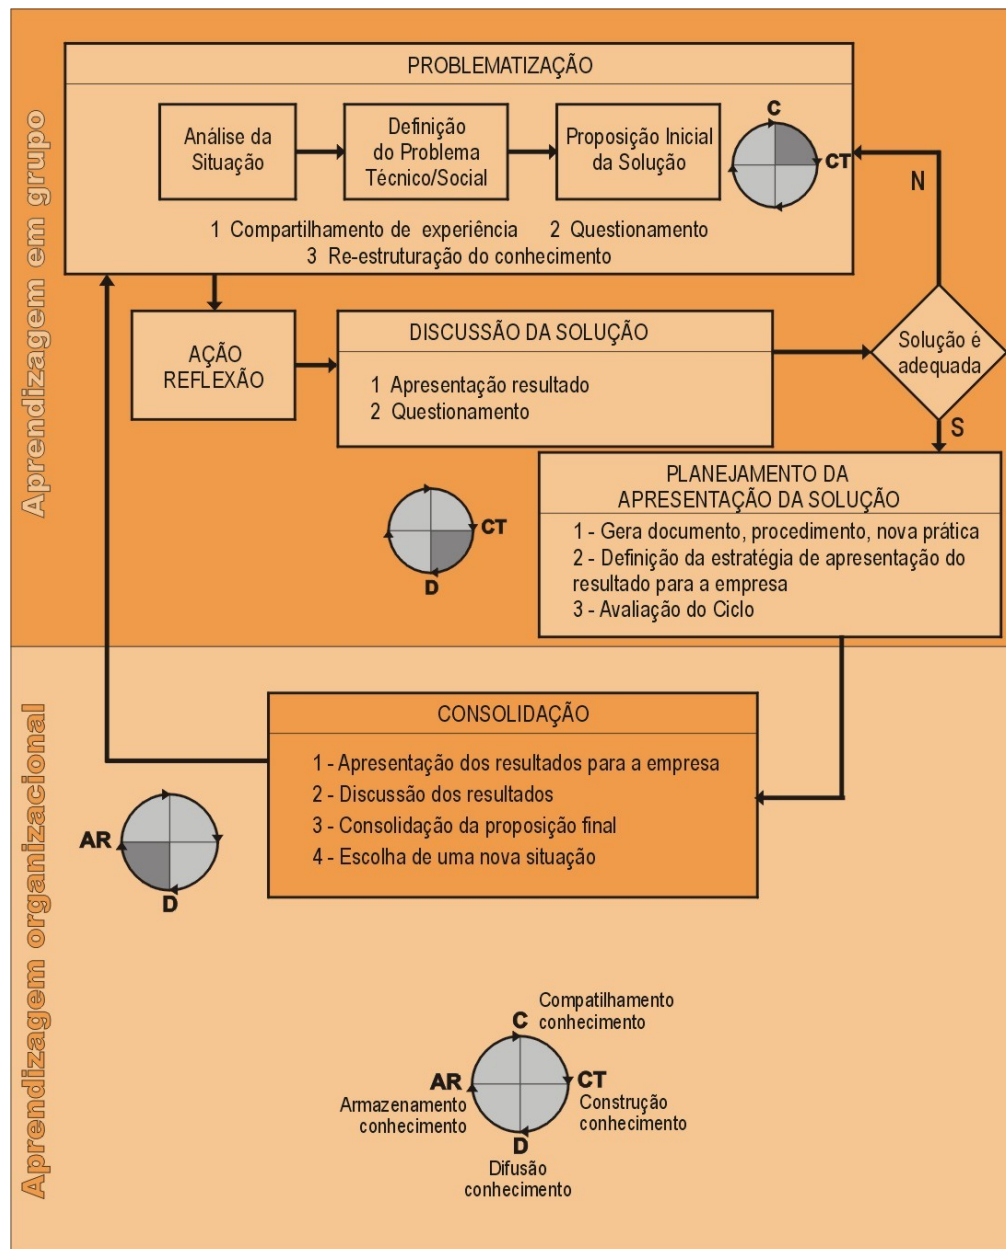 Aprendizagem em grupo
PROBLEMATIZAÇÃO
Análise da
Situação
Definição
do Problema
Técnico/Social
Proposição Inicial
da Solução
C
CT
1 Compartilhamento de experiência 2 Questionamento
3 Re-estruturação do conhecimento
N
AÇÃO
REFLEXÃO
DISCUSSÃO DA SOLUÇÃO
1 Apresentação resultado
2 Questionamento
Solução é
adequada
S
CT
D
PLANEJAMENTO DA
APRESENTAÇÃO DA SOLUÇÃO
1 - Gera documento, procedimento, nova prática
2 - Definição da estratégia de apresentação do
resultado para a empresa
3 - Avaliação do Ciclo
Aprendizagem organizacional
CONSOLIDAÇÃO
1 - Apresentação dos resultados para a empresa
2 - Discussão dos resultados
3 - Consolidação da proposição final
4 - Escolha de uma nova situação
AR
D
C
Compatilhamento
conhecimento
AR
Armazenamento
conhecimento
CT
Construção
conhecimento
D
Difusão
conhecimento